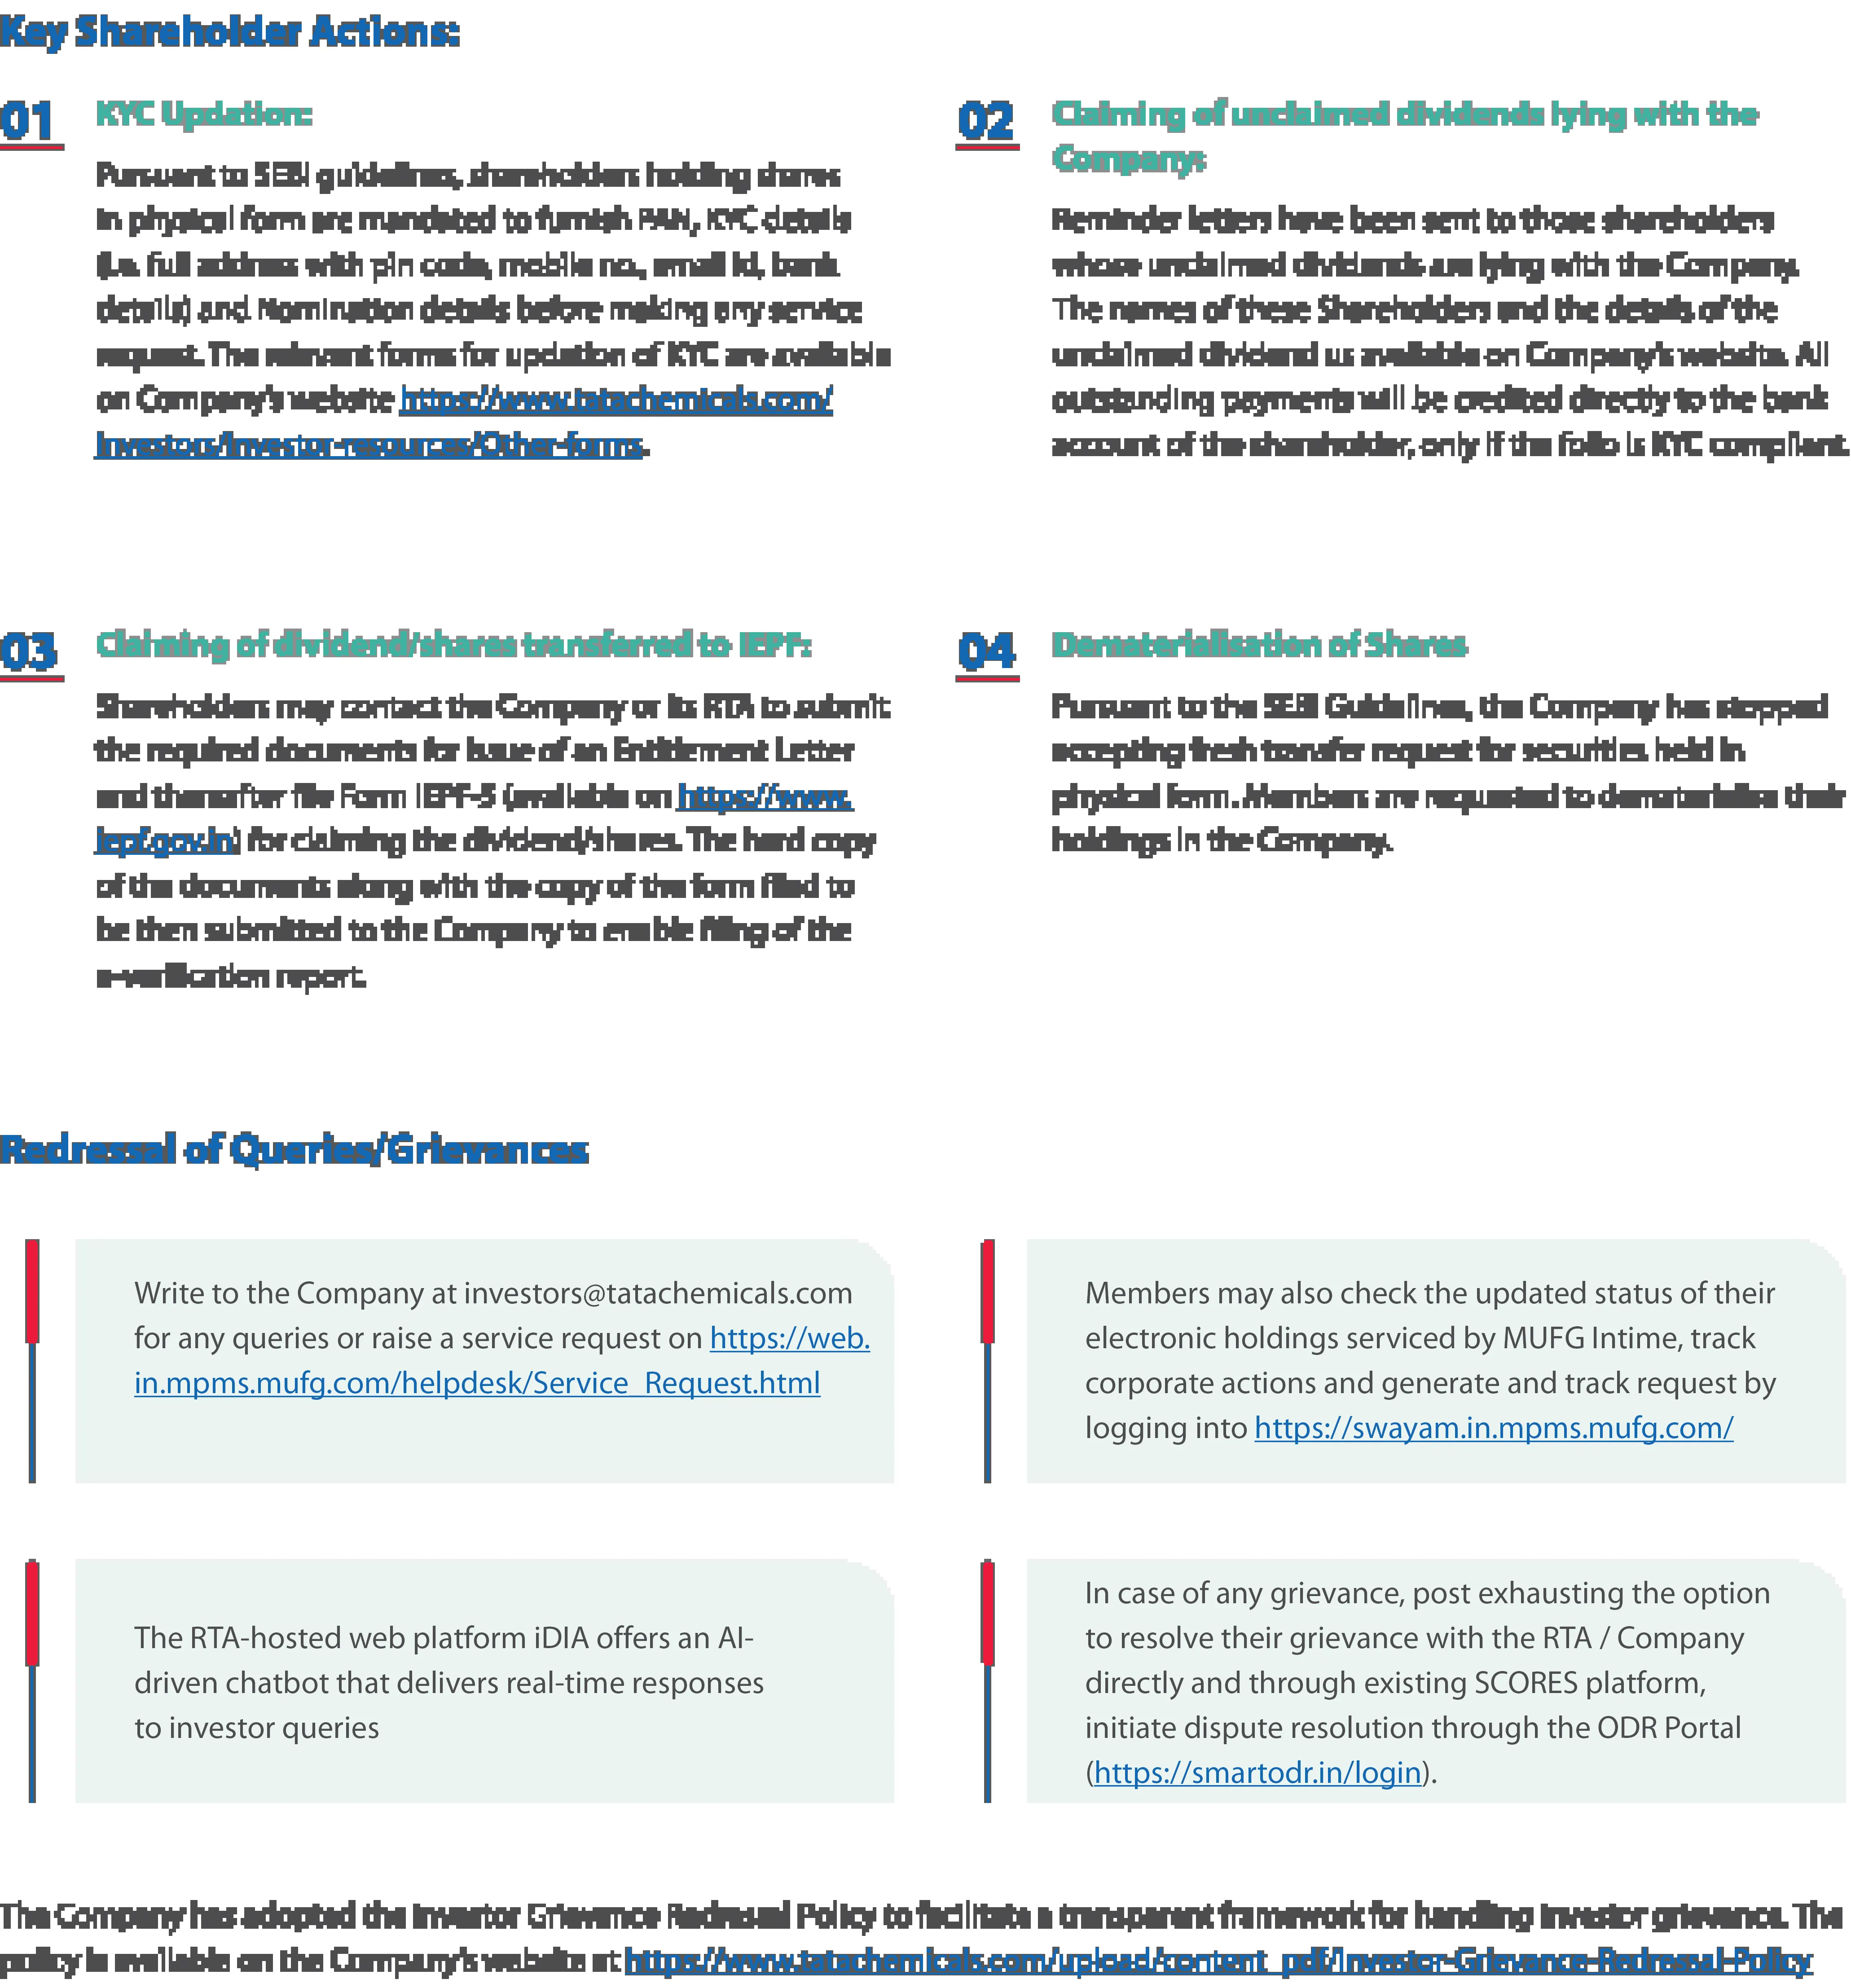 Key Shareholder Actions:
01
KYC Updation:
Pursuant to SEBI guidelines, shareholders holding shares
in physical form are mandated to furnish PAN, KYC details
(i.e. full address with pin code, mobile no., email id, bank
details) and Nomination details before making any service
request. The relevant forms for updation of KYC are available
on Company's website https://www.tatachemicals.com/
investors/investor-resources/Other-forms.
02
Claiming of unclaimed dividends lying with the
Company:
Reminder letters have been sent to those shareholders
whose unclaimed dividends are lying with the Company.
The names of these Shareholders and the details of the
unclaimed dividend us available on Company's website. All
outstanding payments will be credited directly to the bank
account of the shareholder, only if the folio is KYC compliant.
03
Claiming of dividend/shares transferred to IEPF:
Shareholders may contact the Company or its RTA to submit
the required documents for issue of an Entitlement Letter
and thereafter file Form IEPF-5 (available on https://www.
iepf.gov.in) for claiming the dividend/shares. The hard copy
of the documents along with the copy of the form filed to
be then submitted to the Company to enable filing of the
e-verification report.
04
Dematerialisation of Shares
Pursuant to the SEBI Guidelines, the Company has stopped
accepting fresh transfer request for securities held in
physical form. Members are requested to dematerialise their
holdings in the Company.
Redressal of Queries/Grievances
Write to the Company at investors@tatachemicals.com
for any queries or raise a service request on https://web.
in.mpms.mufg.com/helpdesk/Service_Request.html
Members may also check the updated status of their
electronic holdings serviced by MUFG Intime, track
corporate actions and generate and track request by
logging into https://swayam.in.mpms.mufg.com/
The RTA-hosted web platform iDIA offers an AI-
driven chatbot that delivers real-time responses
to investor queries
In case of any grievance, post exhausting the option
to resolve their grievance with the RTA / Company
directly and through existing SCORES platform,
initiate dispute resolution through the ODR Portal
(https://smartodr.in/login).
The Company has adopted the Investor Grievance Redressal Policy to facilitate a transparent framework for handling investor grievance. The
policy is available on the Company's website at https://www.tatachemicals.com/upload/content_pdf/Investor-Grievance-Redressal-Policy